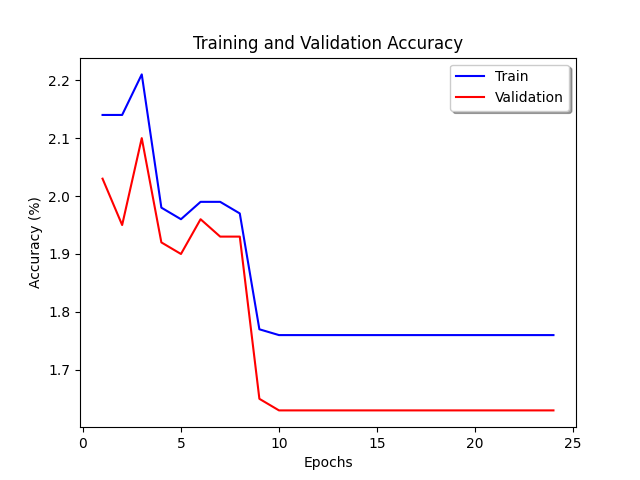 Training and Validation Accuracy
Train
Validation
Accuracy (%)
2.2
2.1
2.0
1.9
1.8
1.7
0 5 10 15 20 25
Epochs